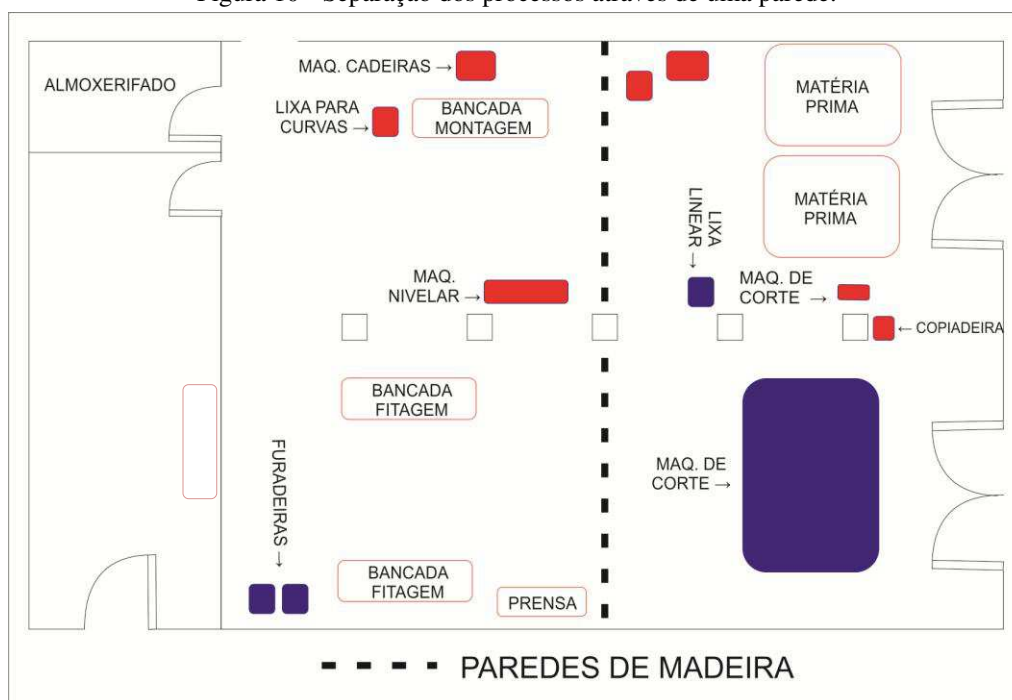 Figura 10 - Separação dos processos através de uma parede.
ALMOXERIFADO
MAQ. CADEIRAS →
LIXA PARA
CURVAS →
BANCADA
MONTAGEM
MATÉRIA
PRIMA
MATÉRIA
PRIMA
LIXA
LINEAR →
MAQ.
NIVELAR →
MAQ. DE
CORTE →
← COPIADEIRA
BANCADA
FITAGEM
FURADEIRAS →
MAQ. DE
CORTE →
BANCADA
FITAGEM
PRENSA
PAREDES DE MADEIRA